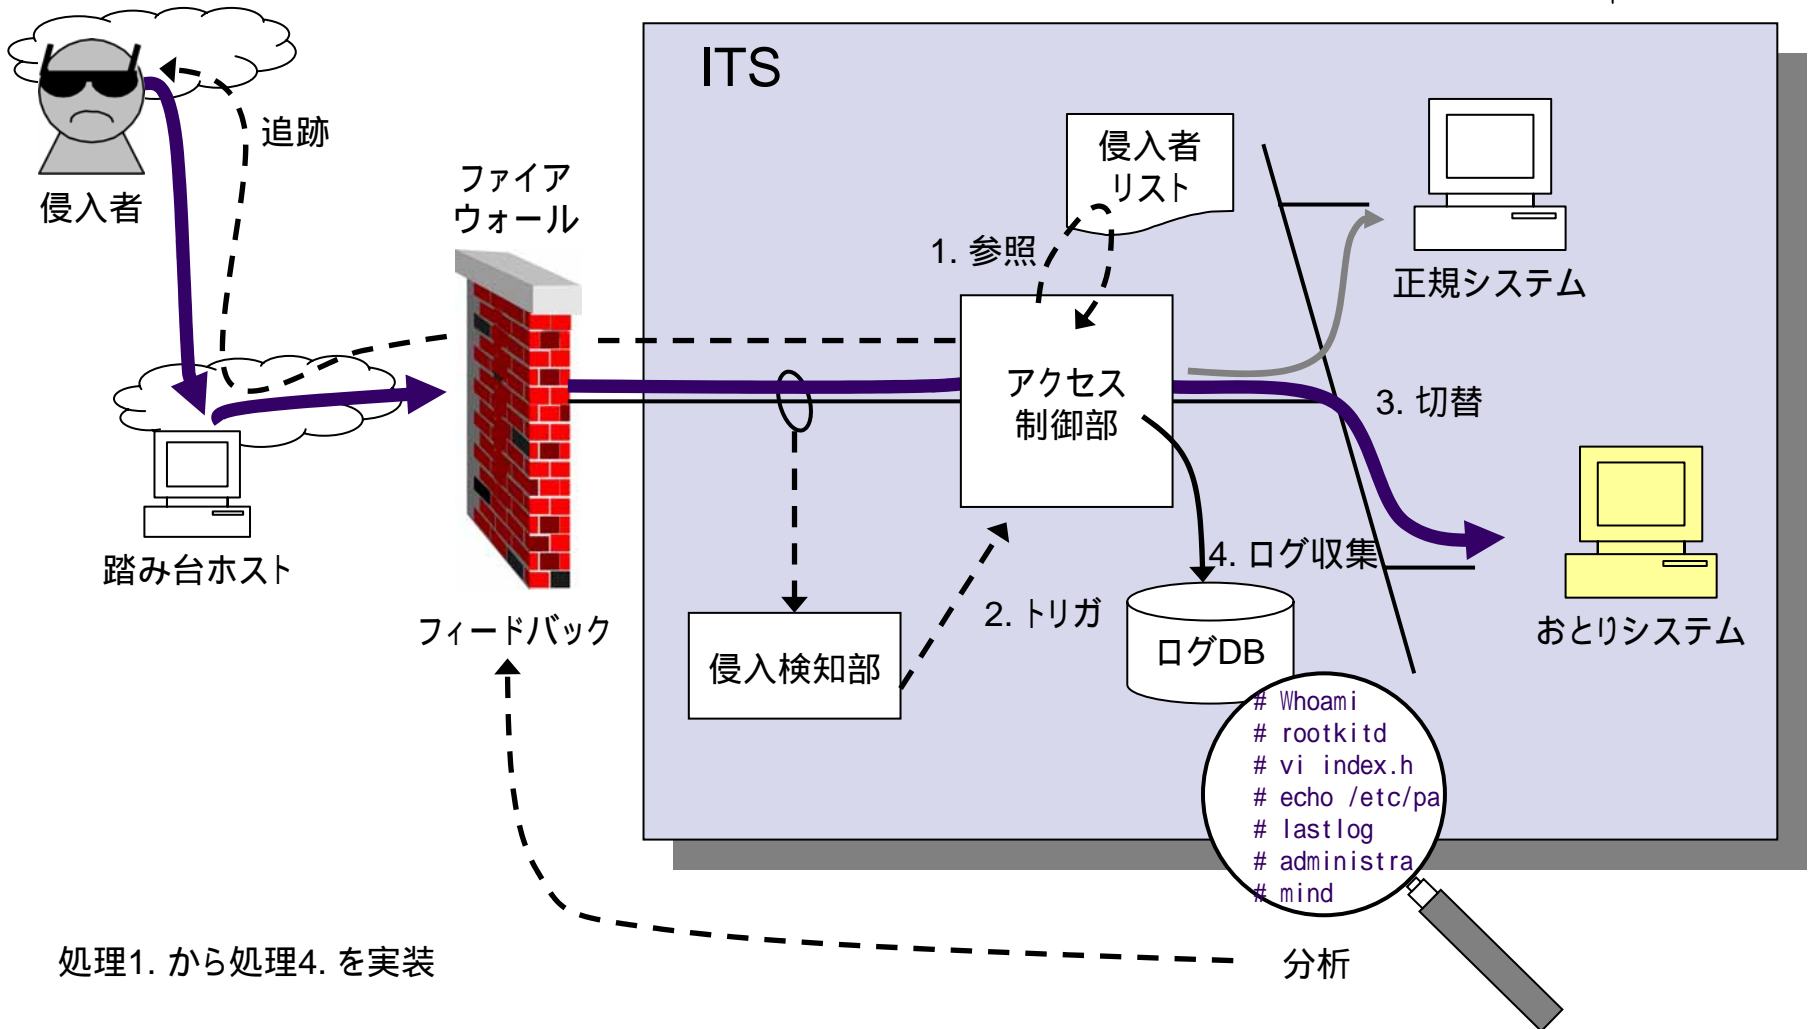 ITS
追跡
侵入者
ファイア
ウォール
侵入者
リスト
1. 参照
正規システム
アクセス
制御部
3. 切替
踏み台ホスト
4. ログ収集
フィードバック
2. トリガ
侵入検知部
ログDB
おとりシステム
# Whoami
# rootkitd
# vi index.h
# echo /etc/pa
# lastlog
# administra
# mind
処理1. から処理4. を実装
分析